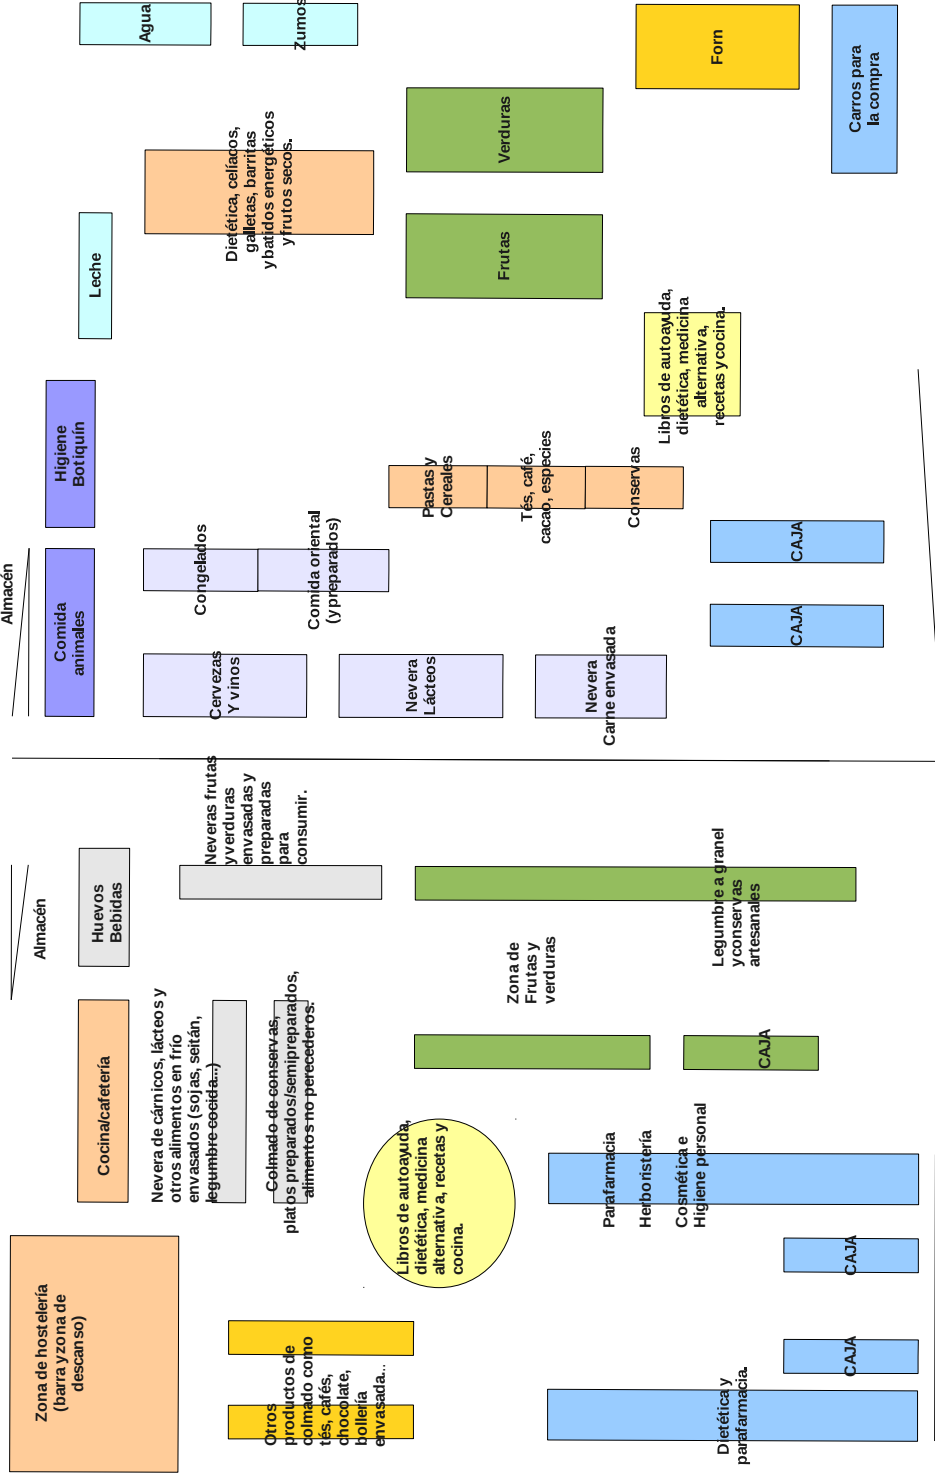 Agua
Zumos
Forn
Carros para
la compra
Verduras
Dietética, celíacos,
galletas, barritas
y batidos energéticos
y frutos secos.
Frutas
Leche
Libros de autoayuda,
dietética, medicina
alternativa,
recetas y cocina.
Higiene
Botiquín
Pastas y
Cereales
Tés, café,
cacao, especies
Conservas
CAJA
Almacén
Comida
animales
Congelados
Comida oriental
(y preparados)
CAJA
Cervezas
Y vinos
Nevera
Lácteos
Nevera
Carne envasada
Neveras frutas
y verduras
envasadas y
preparadas
para
consumir.
Almacén
Huevos
Bebidas
Legumbre a granel
y conservas
artesanales
Zona de
Frutas y
verduras
Cocina/cafetería
Nevera de cárnicos, lácteos y
otros alimentos en frío
envasados (sojas, seitán,
legumbre cocida...)
Colmado de conservas,
platos preparados/semipreparados,
alimentos no perecederos.
CAJA
Libros de autoayuda,
dietética, medicina
alternativa, recetas y
cocina.
Parafarmacia
Herboristería
Cosmética e
Higiene personal
CAJA
Zona de hostelería
(barra y zona de
descanso)
Otros
productos de
colmado como
tés, cafés,
chocolate,
bollería
envasada...
CAJA
Dietética y
parafarmacia.